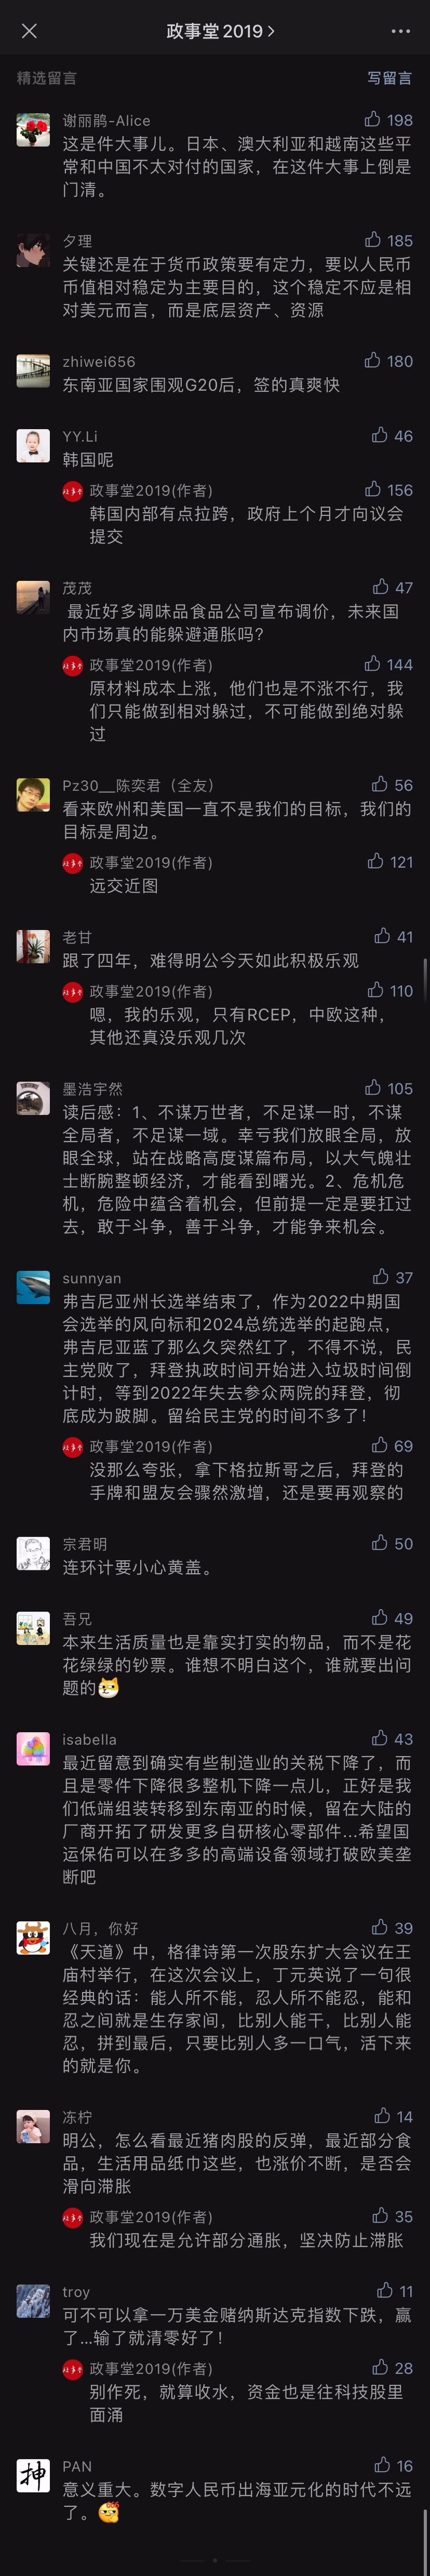 政事堂2019
精选留言
写留言
谢丽鹃-Alice
198
这是件大事儿。日本、澳大利亚和越南这些平
常和中国不太对付的国家，在这件大事上倒是
门清。
夕理
185
关键还是在于货币政策要有定力，要以人民币
币值相对稳定为主要目的，这个稳定不应是相
对美元而言，而是底层资产、资源
zhiwei656
180
东南亚国家围观G20后，签的真爽快
YY.Li
46
韩国呢
政事堂2019(作者)
156
韩国内部有点拉跨，政府上个月才向议会
提交
茂茂
47
最近好多调味品食品公司宣布调价，未来国
内市场真的能躲避通胀吗?
政事堂2019(作者)
144
原材料成本上涨，他们也是不涨不行，我
们只能做到相对躲过，不可能做到绝对躲
过
Pz30__陈奕君（全友）
56
看来欧州和美国一直不是我们的目标，我们的
目标是周边。
政事堂2019(作者)
121
远交近图
老甘
41
跟了四年，难得明公今天如此积极乐观
政事堂2019(作者)
110
嗯，我的乐观，只有RCEP，中欧这种，
其他还真没乐观几次
墨浩宇然
105
读后感：1、不谋万世者，不足谋一时，不谋
全局者，不足谋一域。幸亏我们放眼全局，放
眼全球，站在战略高度谋篇布局，以大气魄壮
士断腕整顿经济，才能看到曙光。2、危机危
机，危险中蕴含着机会，但前提一定是要扛过
去，敢于斗争，善于斗争，才能争来机会。
sunnyan
37
弗吉尼亚州长选举结束了，作为2022中期国
会选举的风向标和2024总统选举的起跑点，
弗吉尼亚蓝了那么久突然红了，不得不说，民
主党败了，拜登执政时间开始进入垃圾时间倒
计时，等到2022年失去参众两院的拜登，彻
底成为跛脚。留给民主党的时间不多了!
政事堂2019(作者)
69
没那么夸张，拿下格拉斯哥之后，拜登的
手牌和盟友会骤然激增，还是要再观察的
宗君明
50
连环计要小心黄盖。
吾兄
49
本来生活质量也是靠实打实的物品，而不是花
花绿绿的钞票。谁想不明白这个，谁就要出问
题的
isabella
43
最近留意到确实有些制造业的关税下降了，而
且是零件下降很多整机下降一点儿，正好是我
们低端组装转移到东南亚的时候，留在大陆的
厂商开拓了研发更多自研核心零部件...希望国
运保佑可以在多多的高端设备领域打破欧美垄
断吧
八月，你好
39
《天道》中，格律诗第一次股东扩大会议在王
庙村举行，在这次会议上，丁元英说了一句很
经典的话：能人所不能，忍人所不能忍，能和
忍之间就是生存家间，比别人能干，比别人能
忍，拼到最后，只要比别人多一口气，活下来
的就是你。
冻柠
14
明公，怎么看最近猪肉股的反弹，最近部分食
品，生活用品纸巾这些，也涨价不断，是否会
滑向滞胀
政事堂2019(作者)
35
我们现在是允许部分通胀，坚决防止滞胀
troy
11
可不可以拿一万美金赌纳斯达克指数下跌，赢
了...输了就清零好了!
政事堂2019(作者)
28
别作死，就算收水，资金也是往科技股里
面涌
PAN
16
意义重大。数字人民币出海亚元化的时代不远
了。